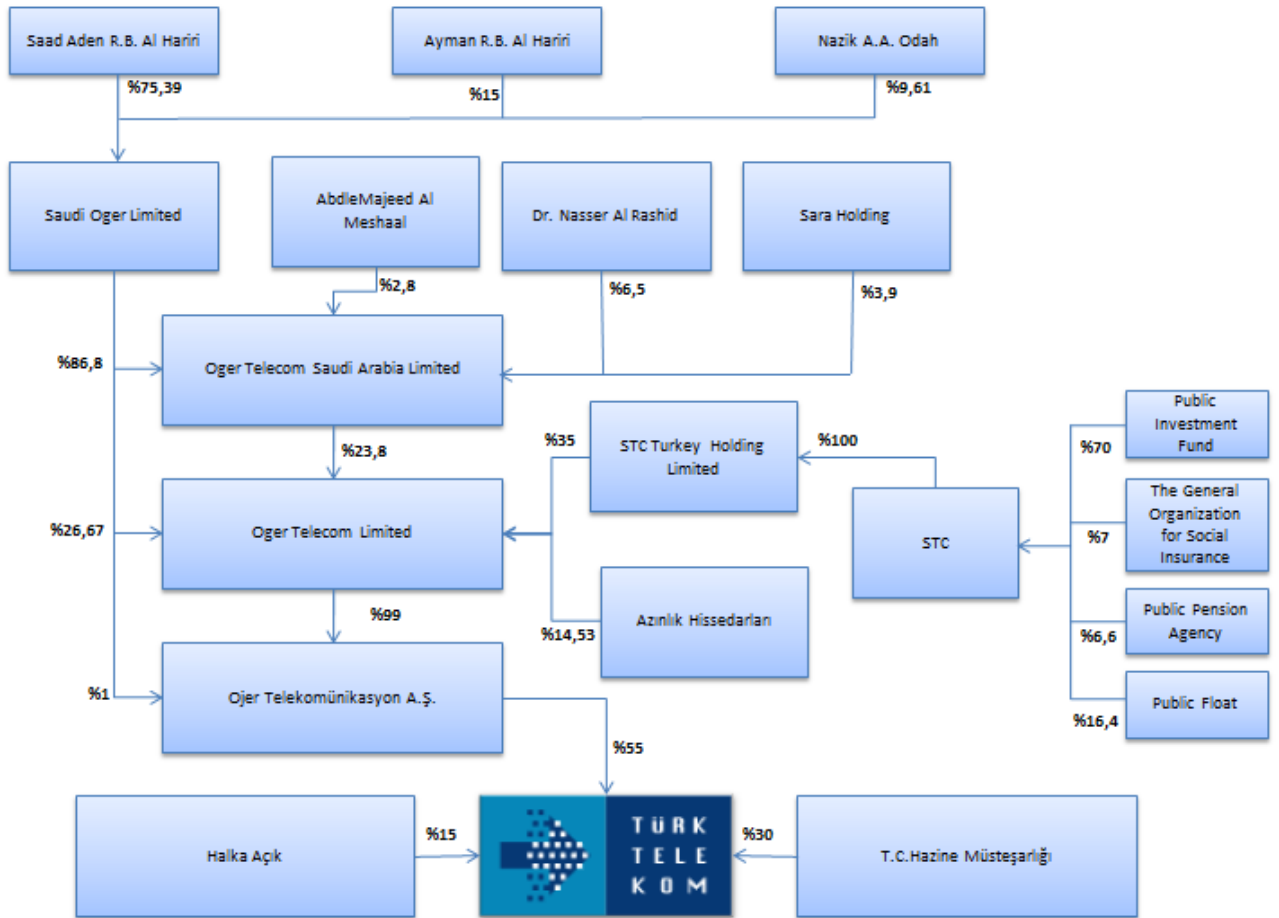 Saad Aden R.B. Al Hariri
Ayman R.B. Al Hariri
Nazik A.A. Odah
%75,39
%15
%9,61
Saudi Oger Limited
AbdleMajeed Al
Meshaal
Dr. Nasser Al Rashid
Sara Holding
%2,8
%6,5
%3,9
%86,8
Oger Telecom Saudi Arabia Limited
%23,8
%35
STC Turkey Holding
Limited
%100
Public
Investment
Fund
%70
%26,67
Oger Telecom Limited
STC
The General
Organization
for Social
Insurance
%7
%99
%14,53
Azınlık Hissedarları
Public Pension
Agency
%6,6
%1
Ojer Telekomünikasyon A.Ş.
Public Float
%16,4
%55
Halka Açık
%15
TÜRK
TELE
KOM
%30
T.C.Hazine Müsteşarlığı